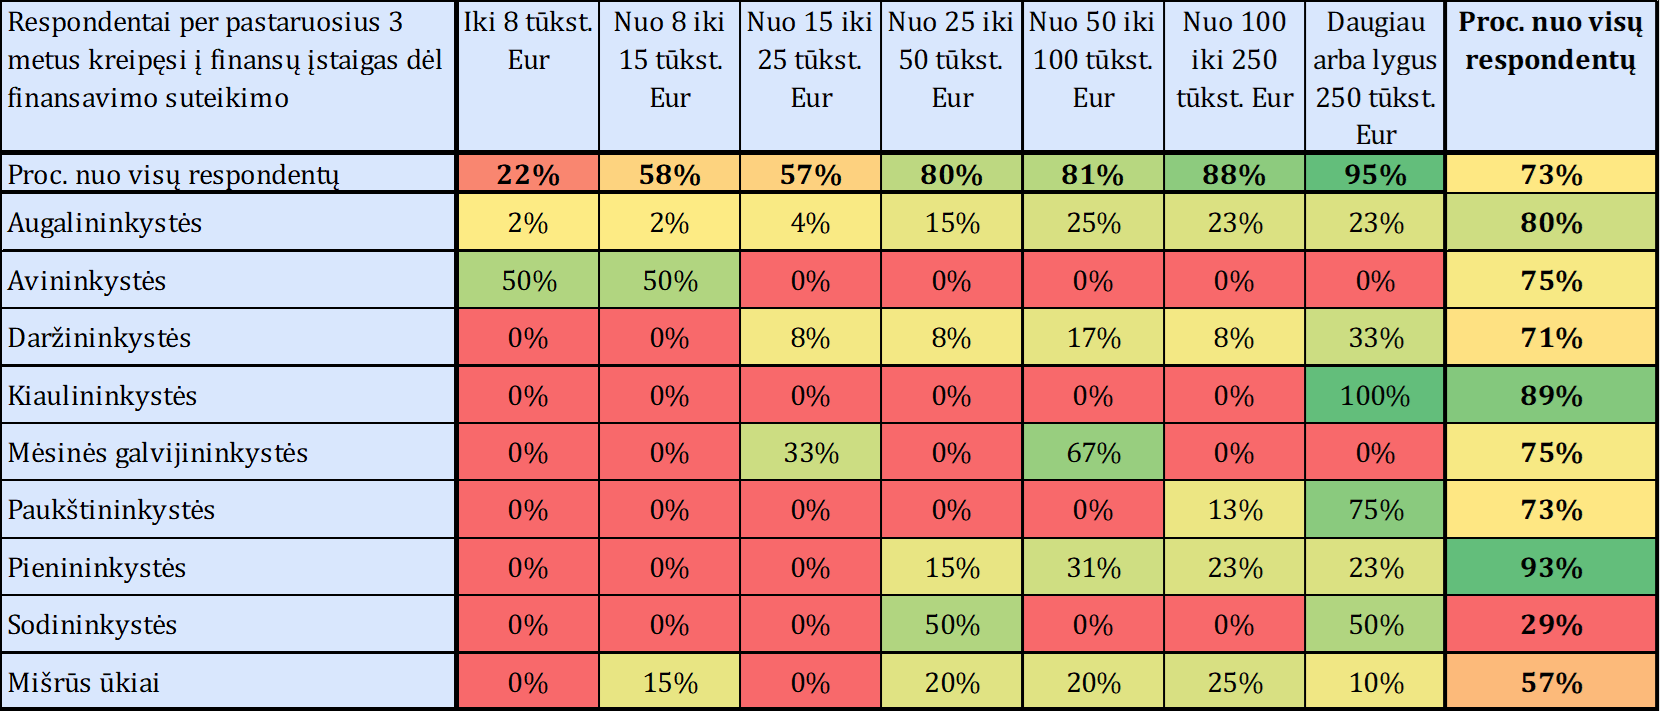 Respondentai per pastaruosius 3
metus kreipęsi į finansų įstaigas dėl
finansavimo suteikimo
Iki 8 tūkst.
Eur
Nuo 8 iki
15 tūkst.
Eur
Nuo 15 iki
25 tūkst.
Eur
Nuo 25 iki
50 tūkst.
Eur
Nuo 50 iki
100 tūkst.
Eur
Nuo 100
iki 250
tūkst. Eur
Daugiau
arba lygus
250 tūkst.
Eur
Proc. nuo visų
respondentų
Proc. nuo visų respondentų 22% 58% 57% 80% 81% 88% 95% 73%
Augalininkystės 2% 2% 4% 15% 25% 23% 23% 80%
Avininkystės 50% 50% 0% 0% 0% 0% 0% 75%
Daržininkystės 0% 0% 8% 8% 17% 8% 33% 71%
Kiaulininkystės 0% 0% 0% 0% 0% 0% 100% 89%
Mėsinės galvijininkystės 0% 0% 33% 0% 67% 0% 0% 75%
Paukštininkystės 0% 0% 0% 0% 0% 13% 75% 73%
Pienininkystės 0% 0% 0% 15% 31% 23% 23% 93%
Sodininkystės 0% 0% 0% 50% 0% 0% 50% 29%
Mišrūs ūkiai 0% 15% 0% 20% 20% 25% 10% 57%